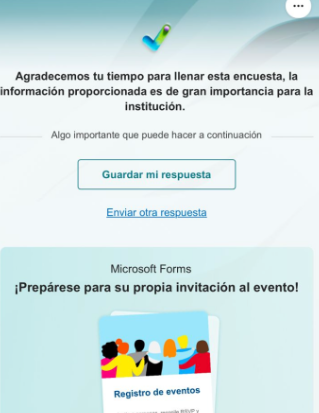 Agradecemos tu tiempo para llenar esta encuesta, la
información proporcionada es de gran importancia para la
institución.
Algo importante que puede hacer a continuación
Guardar mi respuesta
Enviar otra respuesta
Microsoft Forms
¡Prepárese para su propia invitación al evento!
Registro de eventos